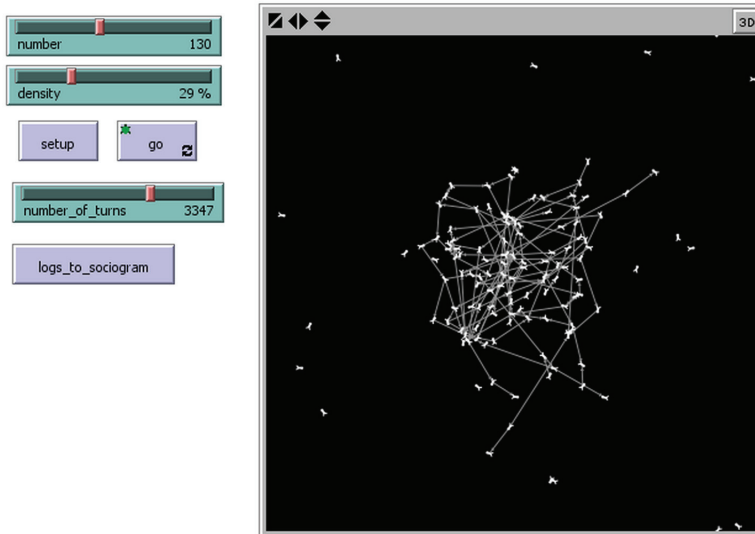 number 130
density 29 %
setup
go
number_of_turns 3347
logs_to_sociogram
3D